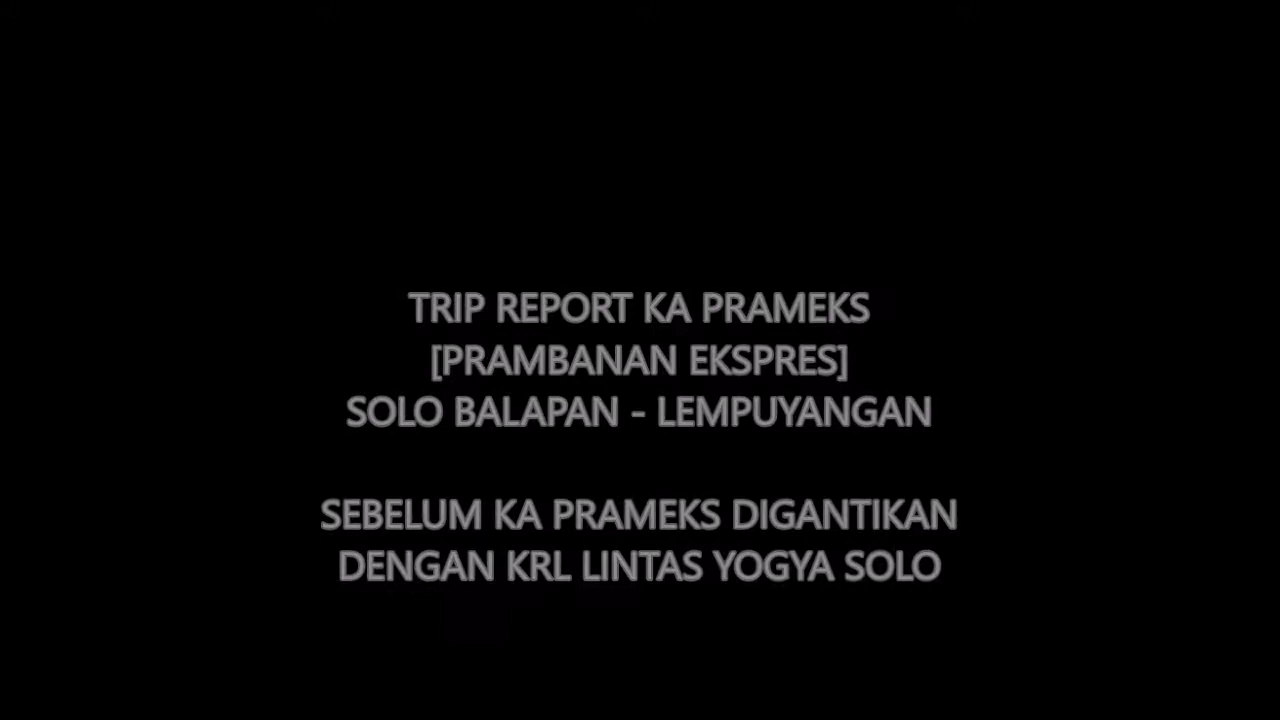 TRIP REPORT KA PRAMEKS
[PRAMBANAN EKSPRES]
SOLO BALAPAN - LEMPUYANGAN
SEBELUM KA PRAMEKS DIGANTIKAN
DENGAN KRL LINTAS YOGYA SOLO